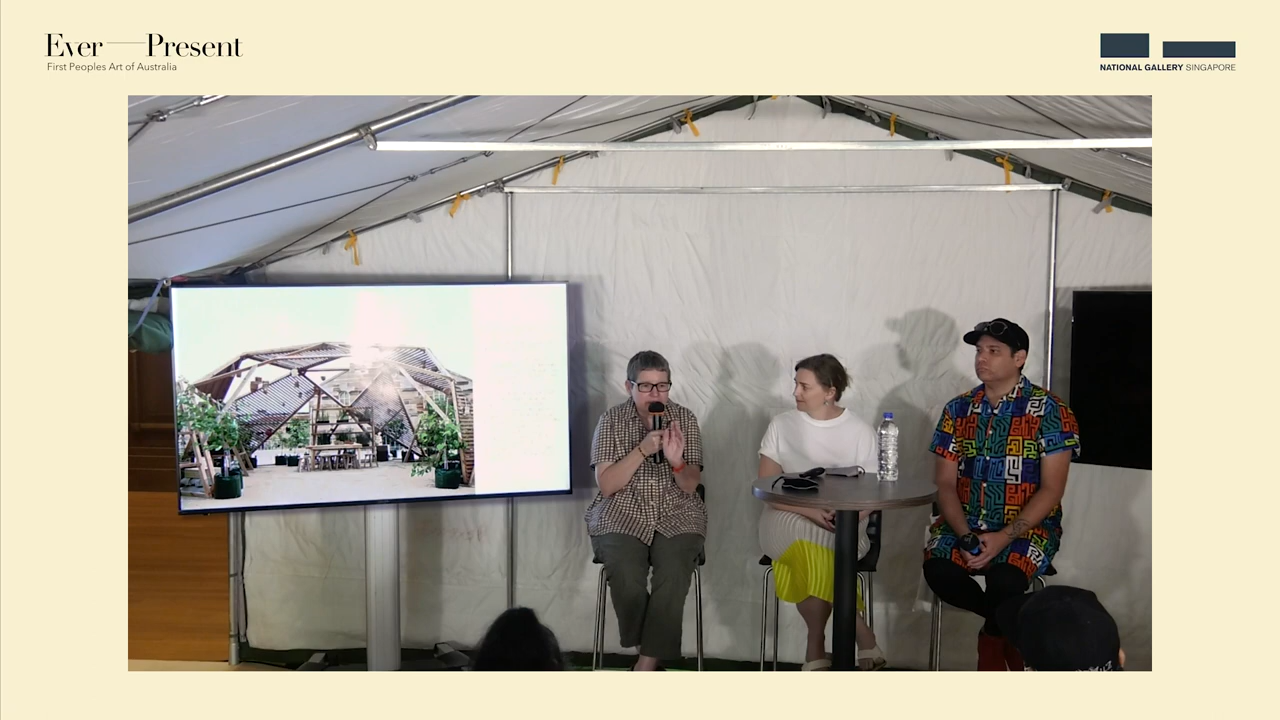 Ever — Present
First Peoples Art of Australia
NATIONAL GALLERY SINGAPORE